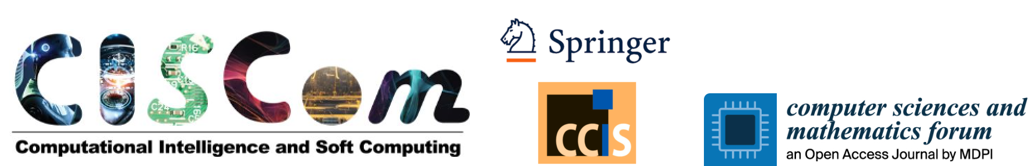 CISCom
Computational Intelligence and Soft Computing
Springer
CCIS
computer sciences and
mathematics forum
an Open Access Journal by MDPI